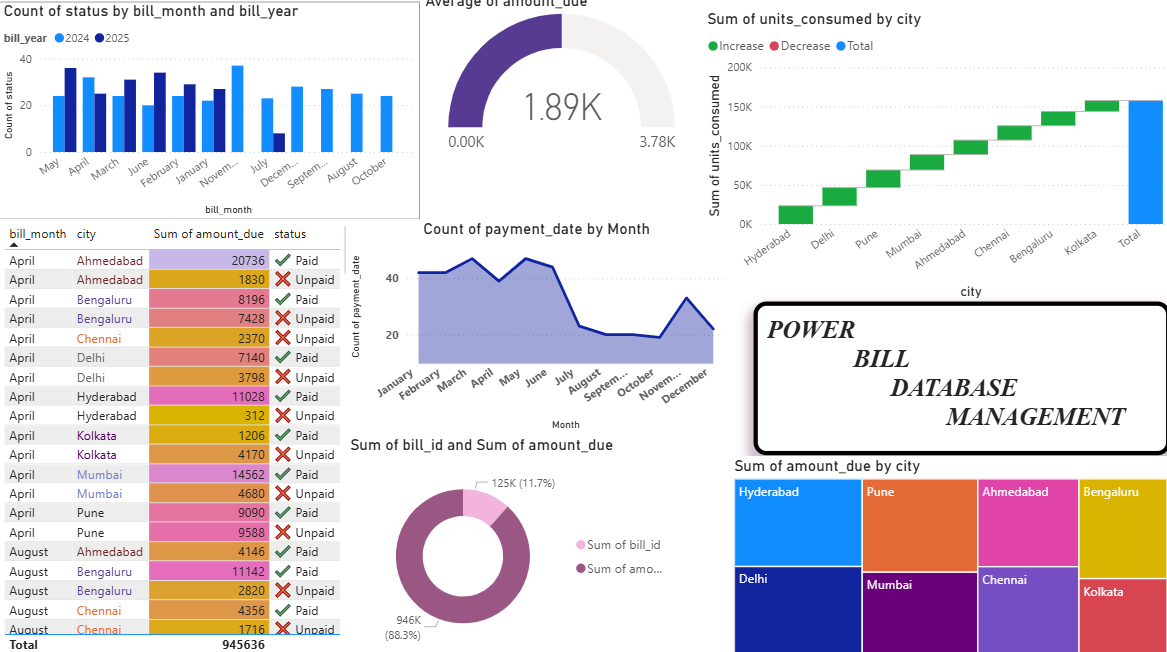 Count of status by bill_month and bill_year
bill_year 2024 2025
Count of status
40
20
0
May
April
March
June
February
January
Novem...
July
Decem...
Septem...
August
October
bill_month
Average of amount_due
1.89K
0.00K
3.78K
Sum of units_consumed by city
Increase Decrease Total
Sum of units_consumed
200K
150K
100K
50K
0K
Hyderabad
Delhi
Pune
Mumbai
Ahmedabad
Chennai
Bengaluru
Kolkata
Total
city
bill_month city Sum of amount_due status
April Ahmedabad 20736 Paid
April Ahmedabad 1830 Unpaid
April Bengaluru 8196 Paid
April Bengaluru 7428 Unpaid
April Chennai 2370 Unpaid
April Delhi 7140 Paid
April Delhi 3798 Unpaid
April Hyderabad 11028 Paid
April Hyderabad 312 Unpaid
April Kolkata 1206 Paid
April Kolkata 4170 Unpaid
April Mumbai 14562 Paid
April Mumbai 4680 Unpaid
April Pune 9090 Paid
April Pune 9588 Unpaid
August Ahmedabad 4146 Paid
August Bengaluru 11142 Paid
August Bengaluru 2820 Unpaid
August Chennai 4356 Paid
August Chennai 1716 Unpaid
Total 945636
Count of payment_date by Month
Count of payment_date
40
20
January
February
March
April
May
June
July
August
Septem...
October
Novem...
December
Month
POWER
BILL
DATABASE
MANAGEMENT
Sum of bill_id and Sum of amount_due
125K (11.7%)
946K
(88.3%)
Sum of bill_id
Sum of amo...
Sum of amount_due by city
Hyderabad
Pune
Ahmedabad
Bengaluru
Delhi
Mumbai
Chennai
Kolkata